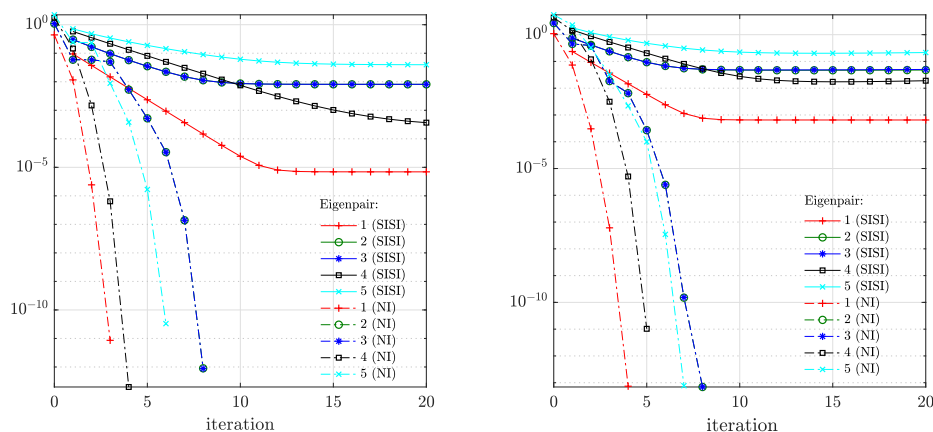 10^0
10^-5
10^-10
0 5 10 15 20
iteration
Eigenpair:
1 (SISI)
2 (SISI)
3 (SISI)
4 (SISI)
5 (SISI)
1 (NI)
2 (NI)
3 (NI)
4 (NI)
5 (NI)
10^0
10^-5
10^-10
0 5 10 15 20
iteration
Eigenpair:
1 (SISI)
2 (SISI)
3 (SISI)
4 (SISI)
5 (SISI)
1 (NI)
2 (NI)
3 (NI)
4 (NI)
5 (NI)